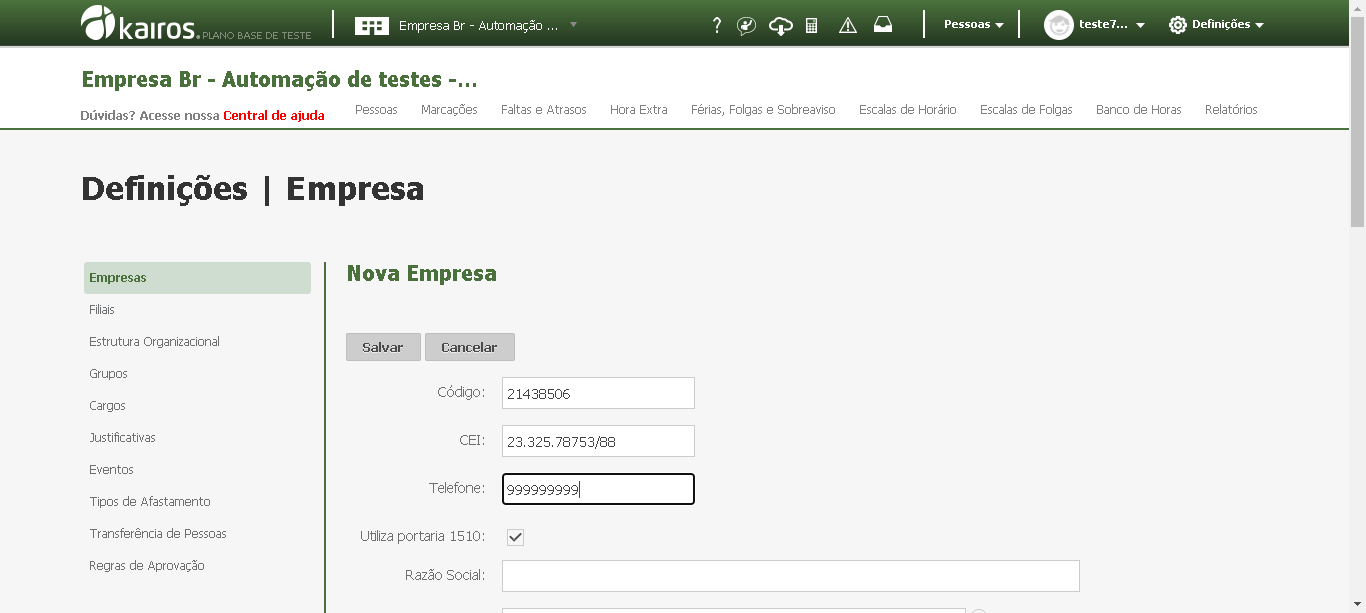 kairos. PLANO BASE DE TESTE
Empresa Br - Automação ...
?
Pessoas
teste7...
Definições
Empresa Br - Automação de testes -...
Dúvidas? Acesse nossa Central de ajuda
Pessoas Marcações Faltas e Atrasos Hora Extra Férias, Folgas e Sobreaviso Escalas de Horário Escalas de Folgas Banco de Horas Relatórios
Definições | Empresa
Empresas
Filiais
Estrutura Organizacional
Grupos
Cargos
Justificativas
Eventos
Tipos de Afastamento
Transferência de Pessoas
Regras de Aprovação
Nova Empresa
Salvar Cancelar
Código: 21438506
CEI: 23.325.78753/88
Telefone: 999999999
Utiliza portaria 1510:
Razão Social: